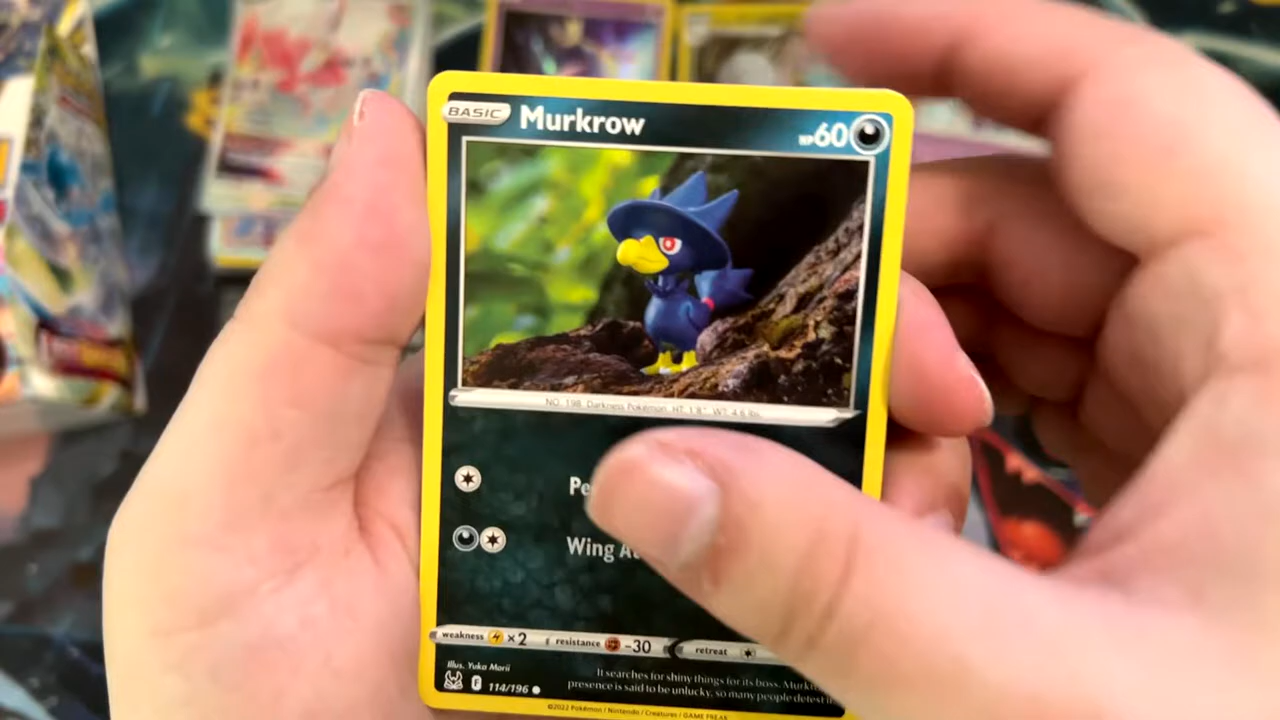 BASIC Murkrow HP60
NO. 198 Darkness Pokémon HT: 1'8" WT: 4.6 lbs.
Pe
Wing A
weakness ×2 resistance -30 retreat
Illus. Yuka Morii
F 114/196
It searches for shiny things for its boss.
presence is said to be unlucky, so many people detest
©2022 Pokémon / Nintendo / Creatures / GAME FREAK